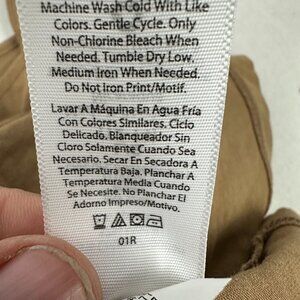 Machine Wash Cold With Like
Colors. Gentle Cycle. Only
Non-Chlorine Bleach When
Needed. Tumble Dry Low.
Medium Iron When Needed.
Do Not Iron Print/Motif.
Lavar A Máquina En Agua Fría
Con Colores Similares. Ciclo
Delicado. Blanqueador Sin
Cloro Solamente Cuando Sea
Necesario. Secar En Secadora A
Temperatura Baja. Planchar A
Temperatura Media Cuando
Se Necesite. No Planchar El
Adorno Impreso/Motivo.
01R